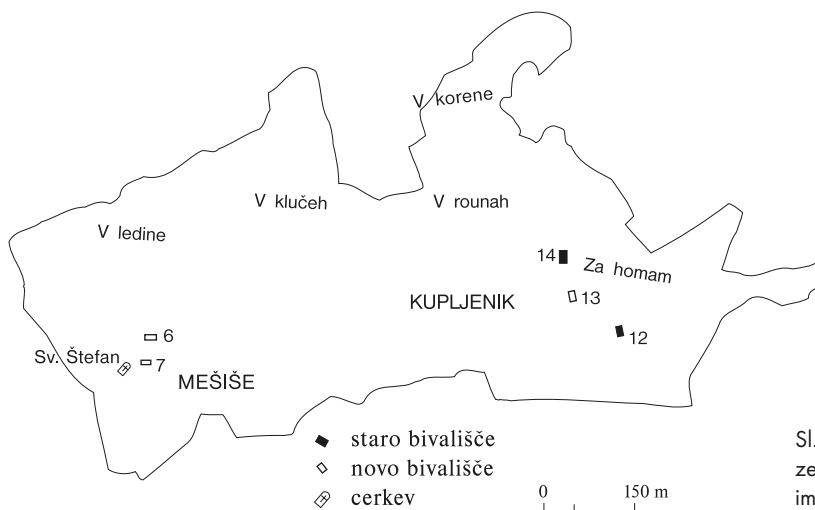 V korene
V klučeh
V rounah
V ledine
14
Za homam
13
KUPLJENIK
12
6
Sv. Štefan
7
MEŠIŠE
staro bivališče
novo bivališče
cerkev
0 150 m
Sl.
ze
im